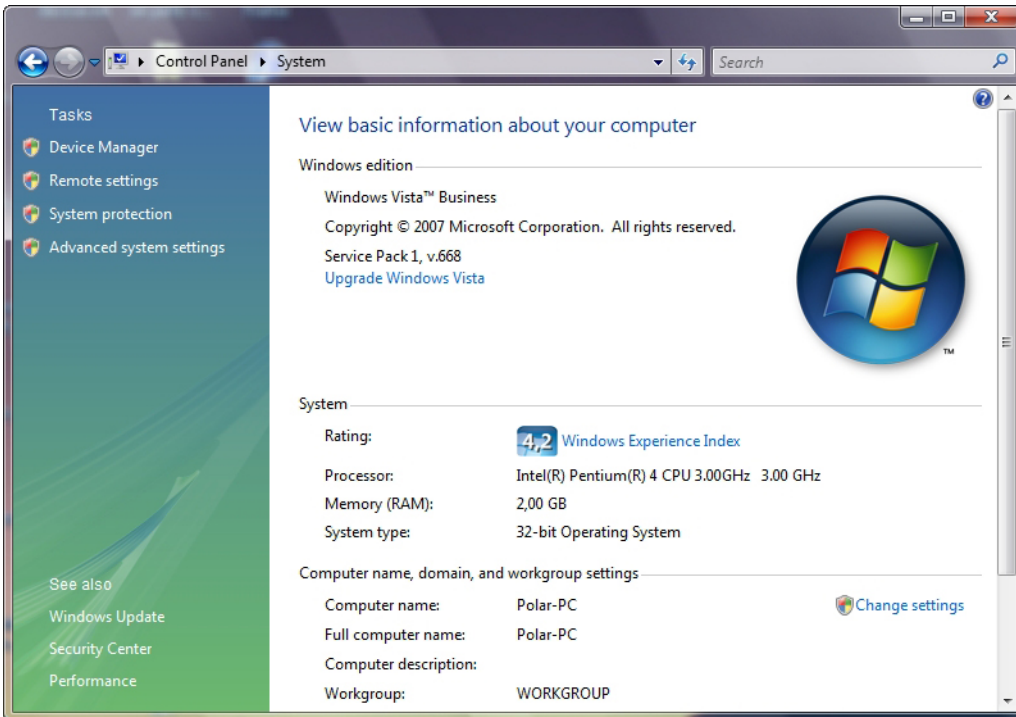 Control Panel System
Search
Tasks
Device Manager
Remote settings
System protection
Advanced system settings
View basic information about your computer
Windows edition
Windows Vista™ Business
Copyright © 2007 Microsoft Corporation. All rights reserved.
Service Pack 1, v.668
Upgrade Windows Vista
TM
System
Rating: 4,2 Windows Experience Index
Processor: Intel(R) Pentium(R) 4 CPU 3.00GHz 3.00 GHz
Memory (RAM): 2,00 GB
System type: 32-bit Operating System
Computer name, domain, and workgroup settings
Computer name: Polar-PC Change settings
Full computer name: Polar-PC
Computer description:
Workgroup: WORKGROUP
See also
Windows Update
Security Center
Performance